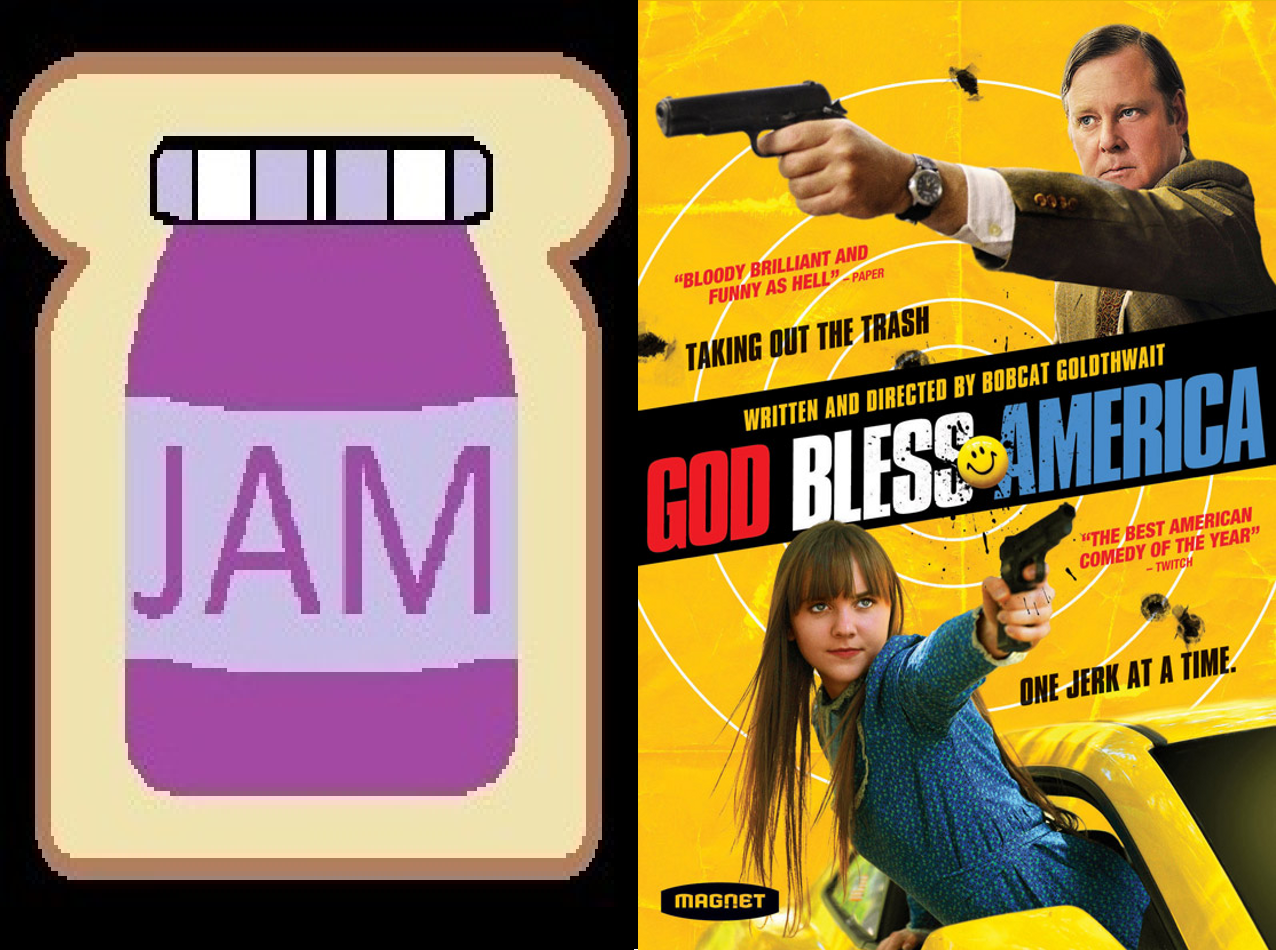 JAM
“BLOODY BRILLIANT AND
FUNNY AS HELL” – PAPER
TAKING OUT THE TRASH
WRITTEN AND DIRECTED BY BOBCAT GOLDTHWAIT
GOD BLESS AMERICA
“THE BEST AMERICAN
COMEDY OF THE YEAR”
– TWITCH
ONE JERK AT A TIME.
MAGNET